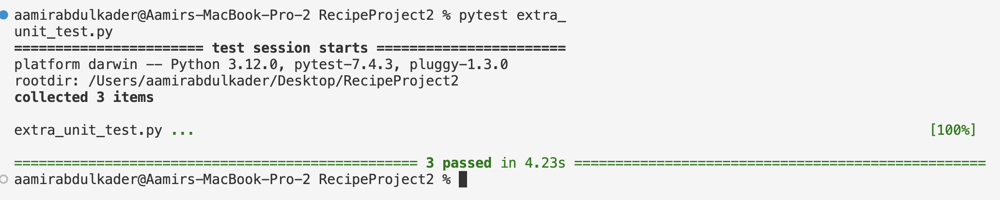 aamirabdulkader@Aamirs-MacBook-Pro-2 RecipeProject2 % pytest extra_
unit_test.py
======================= test session starts =======================
platform darwin -- Python 3.12.0, pytest-7.4.3, pluggy-1.3.0
rootdir: /Users/aamirabdulkader/Desktop/RecipeProject2
collected 3 items
extra_unit_test.py ... [100%]
================================================= 3 passed in 4.23s ==================================================
aamirabdulkader@Aamirs-MacBook-Pro-2 RecipeProject2 %